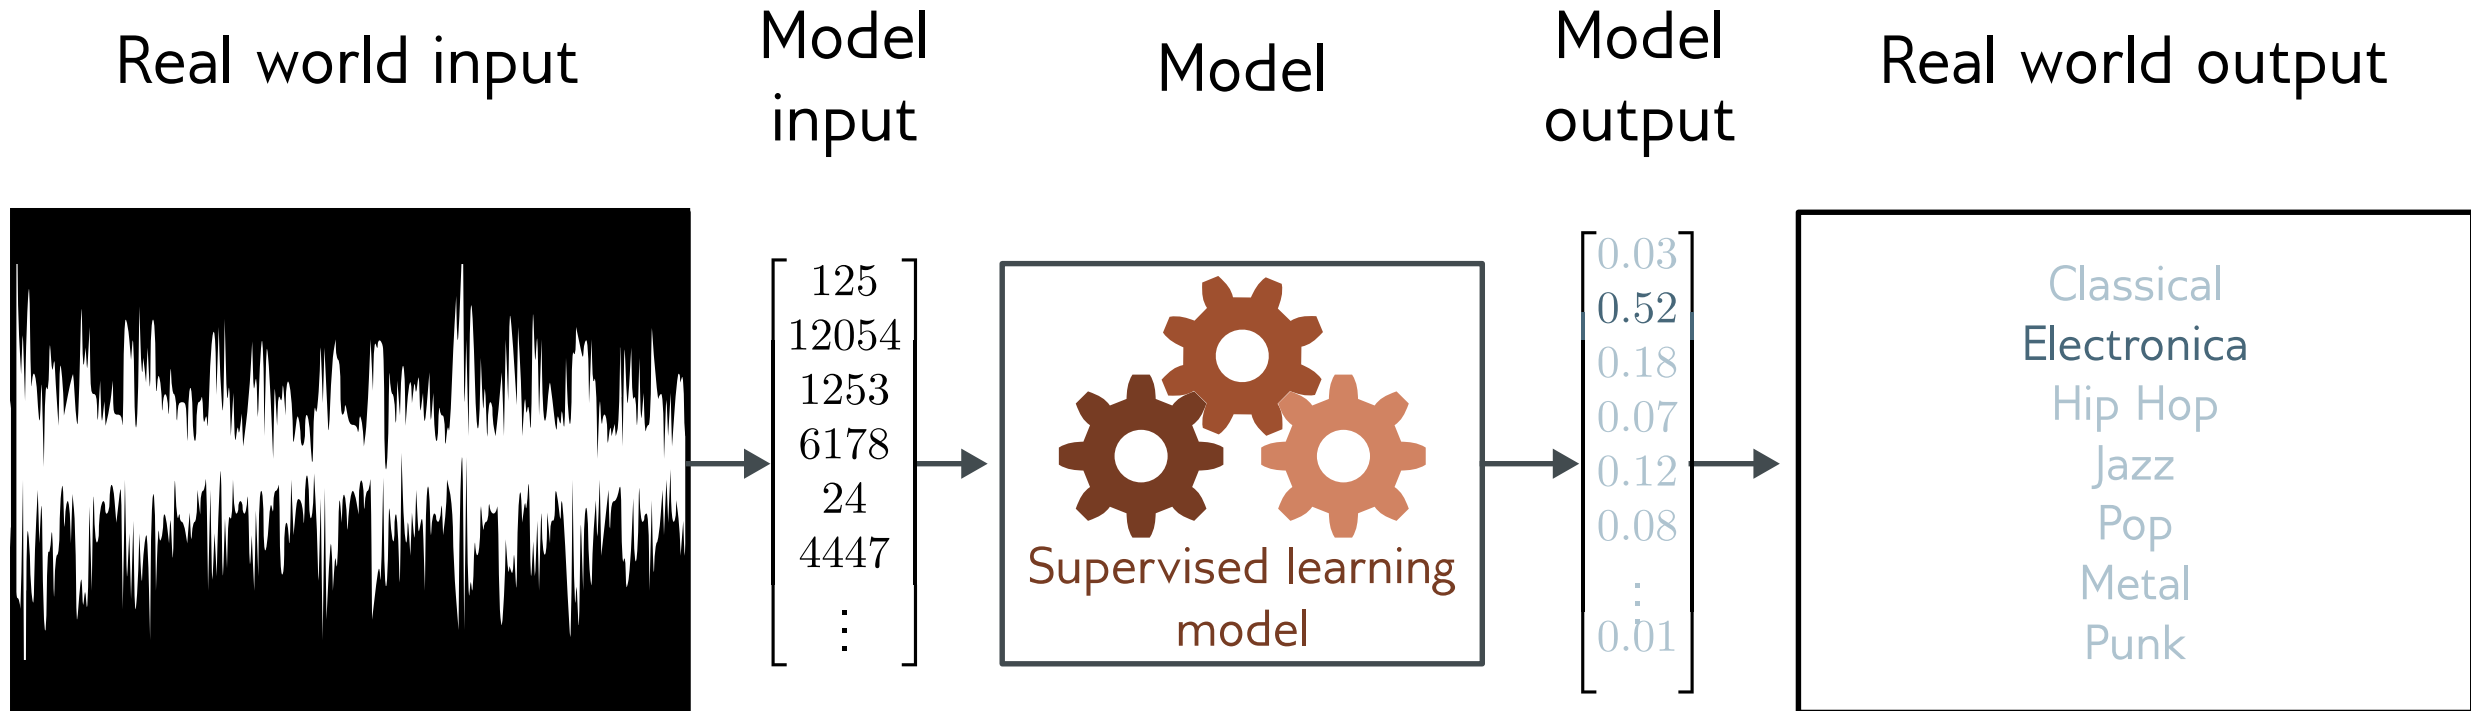 Real world input
Model
input
Model
Model
output
Real world output
125
12054
1253
6178
24
4447
⋮
Supervised learning
model
0.03
0.52
0.18
0.07
0.12
0.08
⋮
0.01
Classical
Electronica
Hip Hop
Jazz
Pop
Metal
Punk